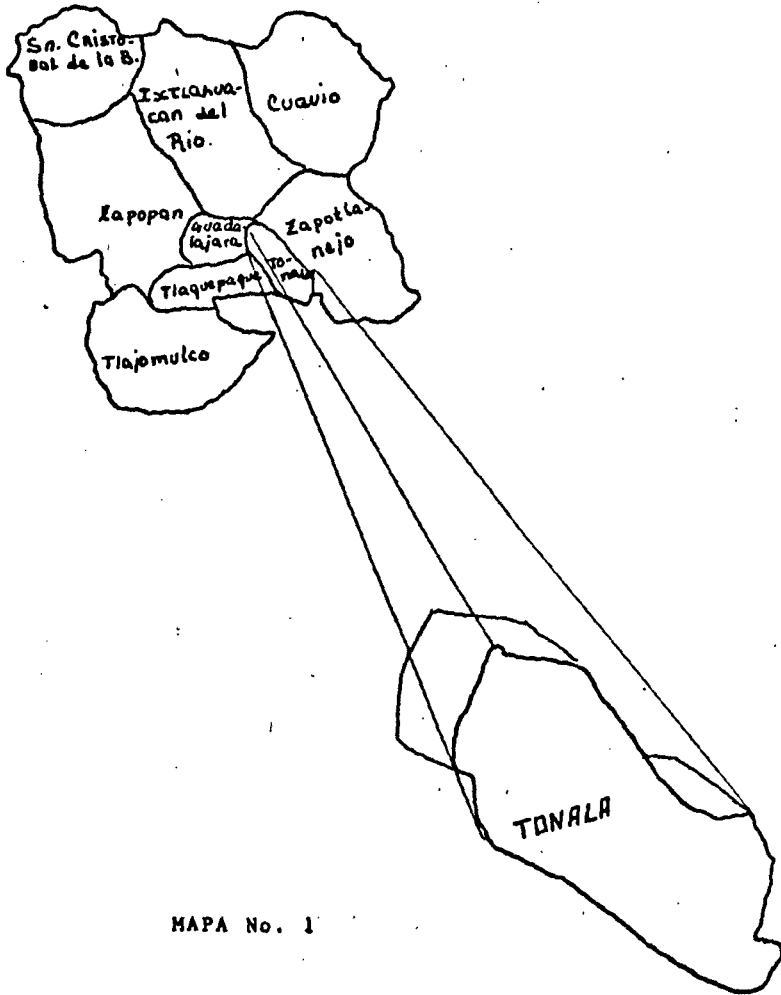 Sn. Cristo-
bal de la B.
Ixtlahua-
can del
Rio.
Cuquio
Zapopan
Guada-
lajara
Zapotla-
nejo
Tlaquepaque
To-
nala
Tlajomulco
TONALA
MAPA No. 1